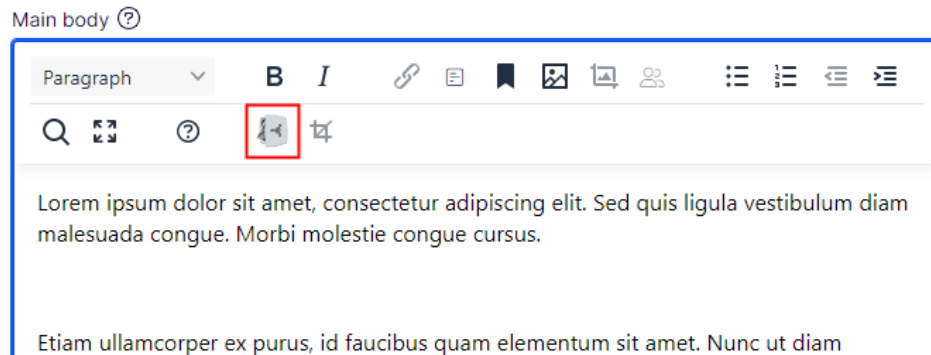 Main body
Paragraph
B I
Lorem ipsum dolor sit amet, consectetur adipiscing elit. Sed quis ligula vestibulum diam
malesuada congue. Morbi molestie congue cursus.
Etiam ullamcorper ex purus, id faucibus quam elementum sit amet. Nunc ut diam